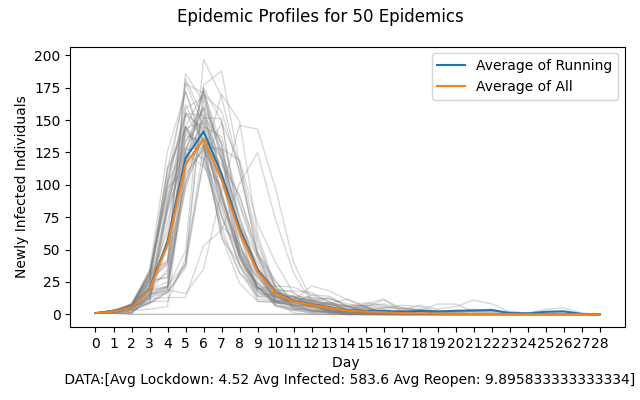 Epidemic Profiles for 50 Epidemics
Average of Running
Average of All
200
175
150
125
100
75
50
25
0
Newly Infected Individuals
0 1 2 3 4 5 6 7 8 9 10 11 12 13 14 15 16 17 18 19 20 21 22 23 24 25 26 27 28
Day
DATA:[Avg Lockdown: 4.52 Avg Infected: 583.6 Avg Reopen: 9.895833333333334]